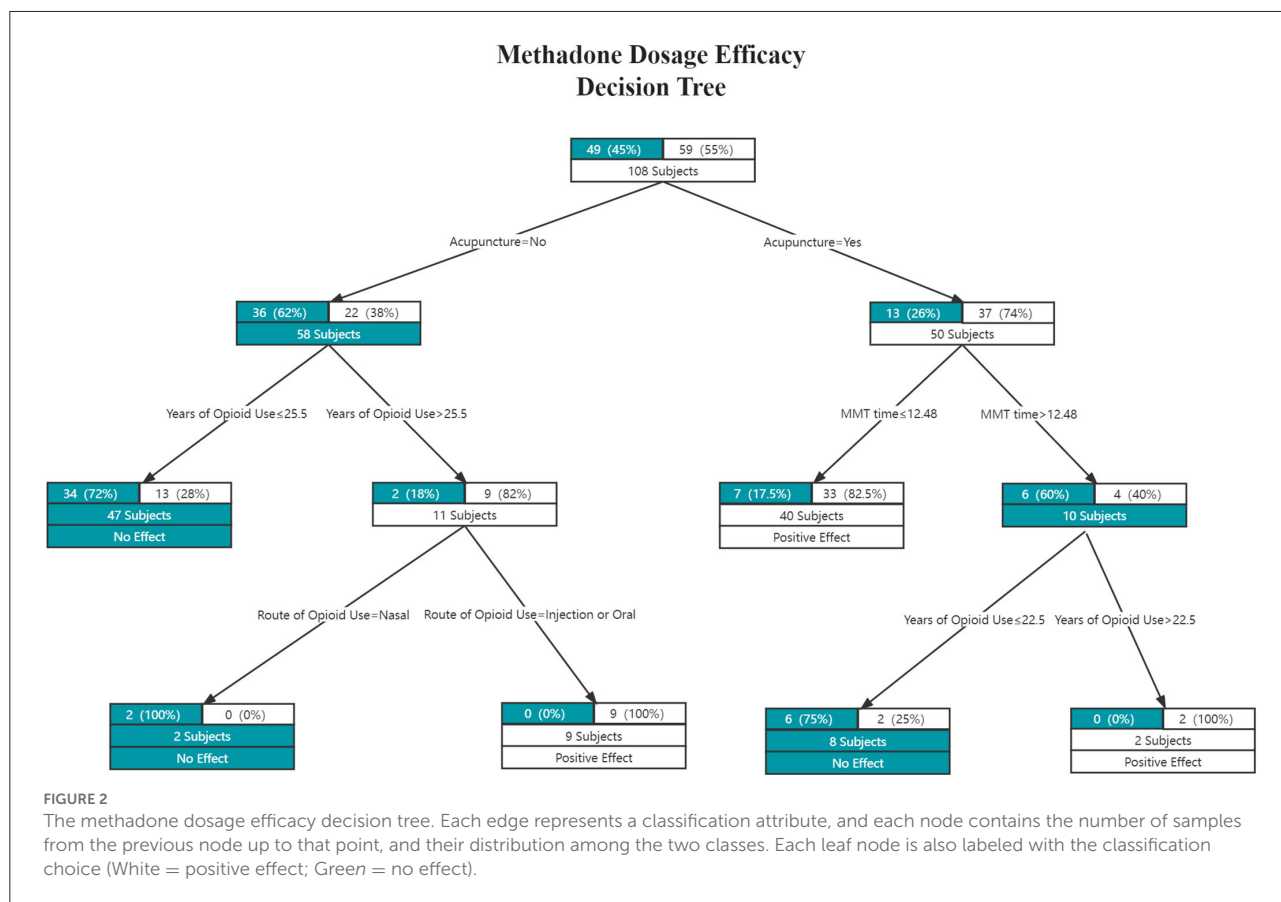 Methadone Dosage Efficacy
Decision Tree
49 (45%) 59 (55%)
108 Subjects
Acupuncture=No Acupuncture=Yes
36 (62%) 22 (38%) 13 (26%) 37 (74%)
58 Subjects 50 Subjects
Years of Opioid Use≤25.5 Years of Opioid Use>25.5 MMT time≤12.48 MMT time>12.48
34 (72%) 13 (28%) 2 (18%) 9 (82%) 7 (17.5%) 33 (82.5%) 6 (60%) 4 (40%)
47 Subjects 11 Subjects 40 Subjects 10 Subjects
No Effect Positive Effect
Route of Opioid Use=Nasal Route of Opioid Use=Injection or Oral Years of Opioid Use≤22.5 Years of Opioid Use>22.5
2 (100%) 0 (0%) 0 (0%) 9 (100%) 6 (75%) 2 (25%) 0 (0%) 2 (100%)
2 Subjects 9 Subjects 8 Subjects 2 Subjects
No Effect Positive Effect No Effect Positive Effect
FIGURE 2
The methadone dosage efficacy decision tree. Each edge represents a classification attribute, and each node contains the number of samples
from the previous node up to that point, and their distribution among the two classes. Each leaf node is also labeled with the classification
choice (White = positive effect; Green = no effect).